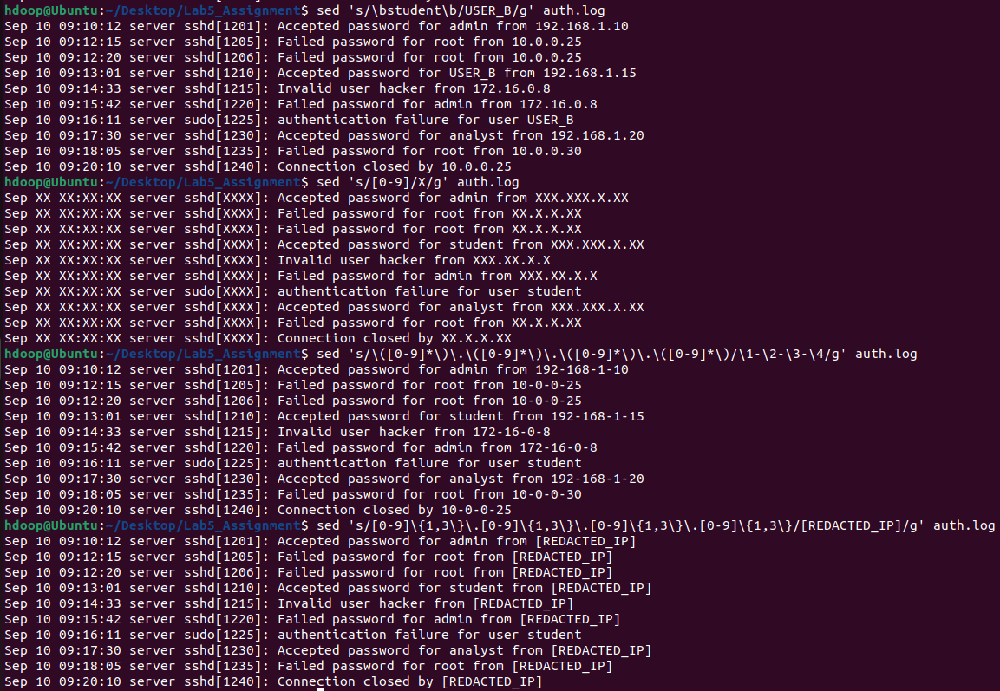 hdoop@Ubuntu:~/Desktop/Lab5_Assignment$ sed 's/\bstudent\b/USER_B/g' auth.log
Sep 10 09:10:12 server sshd[1201]: Accepted password for admin from 192.168.1.10
Sep 10 09:12:15 server sshd[1205]: Failed password for root from 10.0.0.25
Sep 10 09:12:20 server sshd[1206]: Failed password for root from 10.0.0.25
Sep 10 09:13:01 server sshd[1210]: Accepted password for USER_B from 192.168.1.15
Sep 10 09:14:33 server sshd[1215]: Invalid user hacker from 172.16.0.8
Sep 10 09:15:42 server sshd[1220]: Failed password for admin from 172.16.0.8
Sep 10 09:16:11 server sudo[1225]: authentication failure for user USER_B
Sep 10 09:17:30 server sshd[1230]: Accepted password for analyst from 192.168.1.20
Sep 10 09:18:05 server sshd[1235]: Failed password for root from 10.0.0.30
Sep 10 09:20:10 server sshd[1240]: Connection closed by 10.0.0.25
hdoop@Ubuntu:~/Desktop/Lab5_Assignment$ sed 's/[0-9]/X/g' auth.log
Sep XX XX:XX:XX server sshd[XXXX]: Accepted password for admin from XXX.XXX.X.XX
Sep XX XX:XX:XX server sshd[XXXX]: Failed password for root from XX.X.X.XX
Sep XX XX:XX:XX server sshd[XXXX]: Failed password for root from XX.X.X.XX
Sep XX XX:XX:XX server sshd[XXXX]: Accepted password for student from XXX.XXX.X.XX
Sep XX XX:XX:XX server sshd[XXXX]: Invalid user hacker from XXX.XX.X.X
Sep XX XX:XX:XX server sshd[XXXX]: Failed password for admin from XXX.XX.X.X
Sep XX XX:XX:XX server sudo[XXXX]: authentication failure for user student
Sep XX XX:XX:XX server sshd[XXXX]: Accepted password for analyst from XXX.XXX.X.XX
Sep XX XX:XX:XX server sshd[XXXX]: Failed password for root from XX.X.X.XX
Sep XX XX:XX:XX server sshd[XXXX]: Connection closed by XX.X.X.XX
hdoop@Ubuntu:~/Desktop/Lab5_Assignment$ sed 's/\([0-9]*\)\.\([0-9]*\)\.\([0-9]*\)\.\([0-9]*\)/\1-\2-\3-\4/g' auth.log
Sep 10 09:10:12 server sshd[1201]: Accepted password for admin from 192-168-1-10
Sep 10 09:12:15 server sshd[1205]: Failed password for root from 10-0-0-25
Sep 10 09:12:20 server sshd[1206]: Failed password for root from 10-0-0-25
Sep 10 09:13:01 server sshd[1210]: Accepted password for student from 192-168-1-15
Sep 10 09:14:33 server sshd[1215]: Invalid user hacker from 172-16-0-8
Sep 10 09:15:42 server sshd[1220]: Failed password for admin from 172-16-0-8
Sep 10 09:16:11 server sudo[1225]: authentication failure for user student
Sep 10 09:17:30 server sshd[1230]: Accepted password for analyst from 192-168-1-20
Sep 10 09:18:05 server sshd[1235]: Failed password for root from 10-0-0-30
Sep 10 09:20:10 server sshd[1240]: Connection closed by 10-0-0-25
hdoop@Ubuntu:~/Desktop/Lab5_Assignment$ sed 's/[0-9]\{1,3\}\.[0-9]\{1,3\}\.[0-9]\{1,3\}\.[0-9]\{1,3\}/[REDACTED_IP]/g' auth.log
Sep 10 09:10:12 server sshd[1201]: Accepted password for admin from [REDACTED_IP]
Sep 10 09:12:15 server sshd[1205]: Failed password for root from [REDACTED_IP]
Sep 10 09:12:20 server sshd[1206]: Failed password for root from [REDACTED_IP]
Sep 10 09:13:01 server sshd[1210]: Accepted password for student from [REDACTED_IP]
Sep 10 09:14:33 server sshd[1215]: Invalid user hacker from [REDACTED_IP]
Sep 10 09:15:42 server sshd[1220]: Failed password for admin from [REDACTED_IP]
Sep 10 09:16:11 server sudo[1225]: authentication failure for user student
Sep 10 09:17:30 server sshd[1230]: Accepted password for analyst from [REDACTED_IP]
Sep 10 09:18:05 server sshd[1235]: Failed password for root from [REDACTED_IP]
Sep 10 09:20:10 server sshd[1240]: Connection closed by [REDACTED_IP]